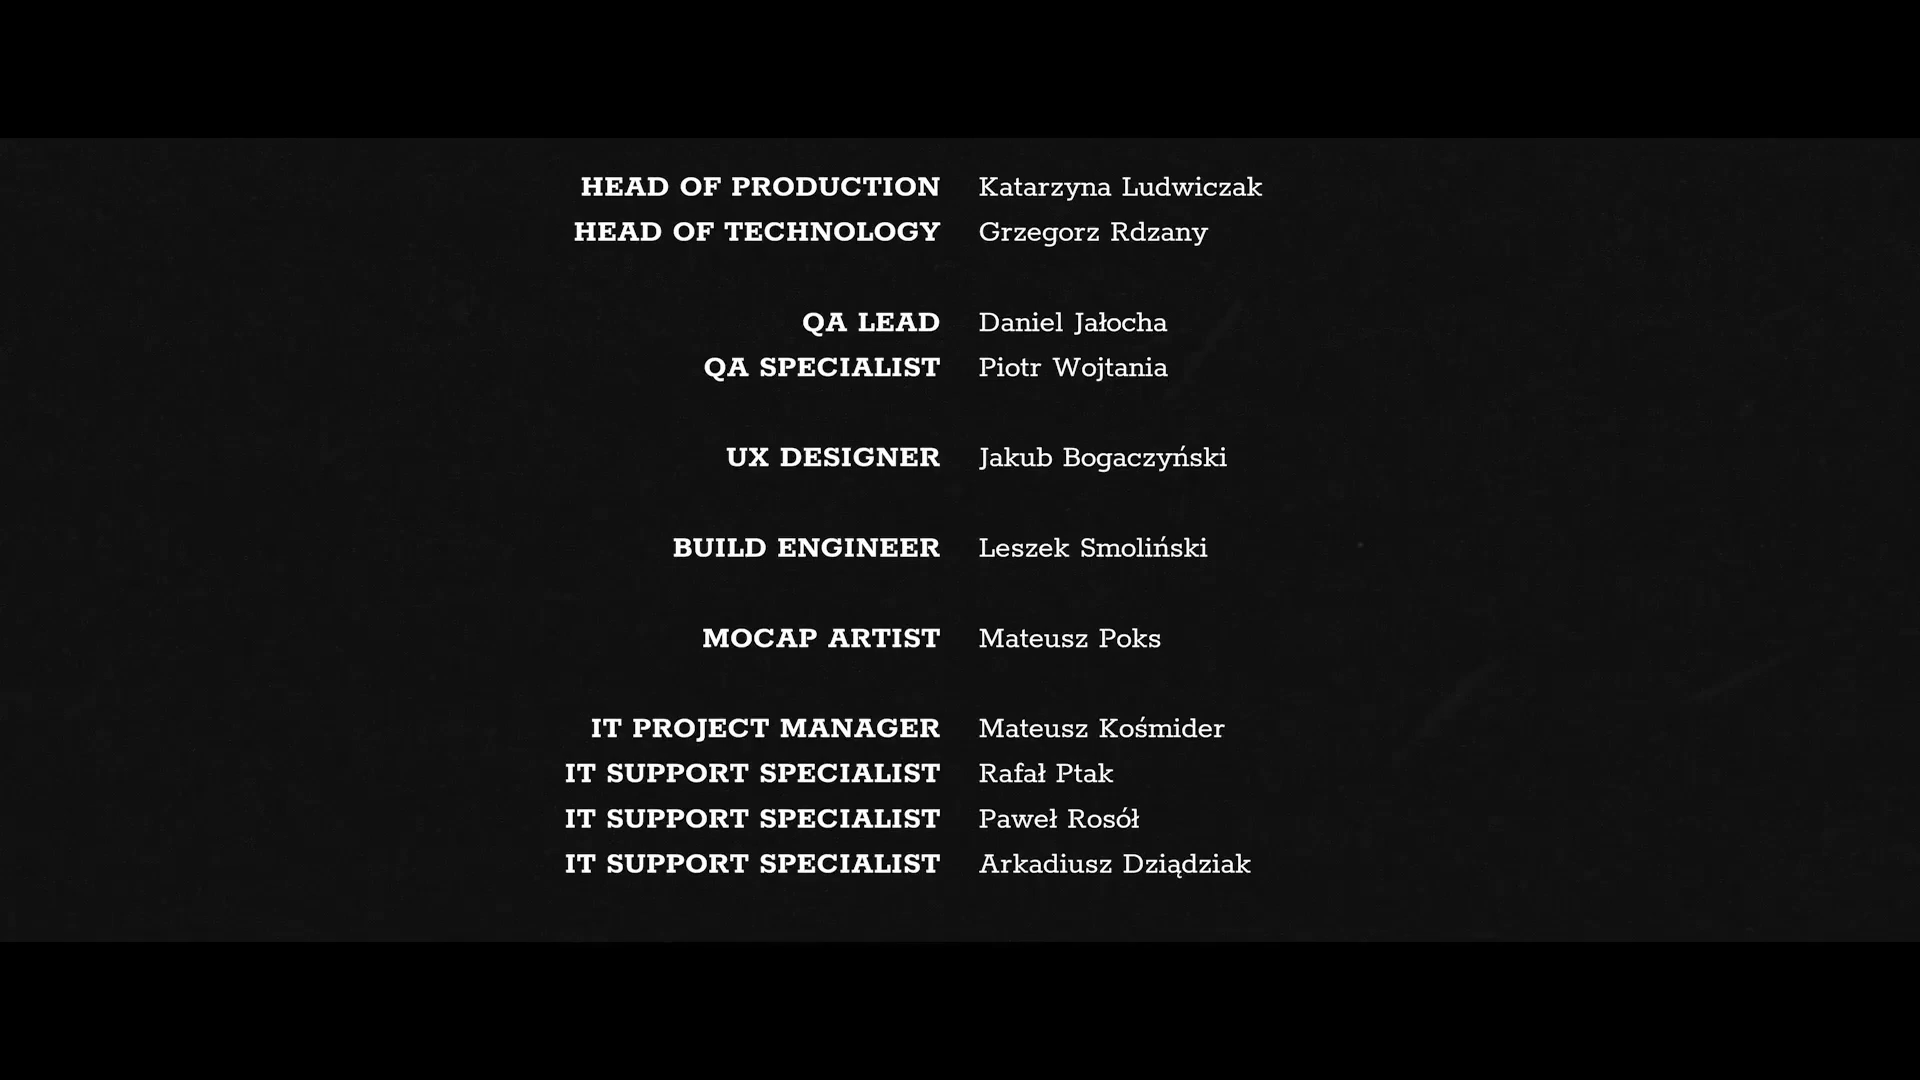 HEAD OF PRODUCTION Katarzyna Ludwiczak
HEAD OF TECHNOLOGY Grzegorz Rdzany
QA LEAD Daniel Jałocha
QA SPECIALIST Piotr Wojtania
UX DESIGNER Jakub Bogaczyński
BUILD ENGINEER Leszek Smoliński
MOCAP ARTIST Mateusz Poks
IT PROJECT MANAGER Mateusz Kośmider
IT SUPPORT SPECIALIST Rafał Ptak
IT SUPPORT SPECIALIST Paweł Rosół
IT SUPPORT SPECIALIST Arkadiusz Dziądziak